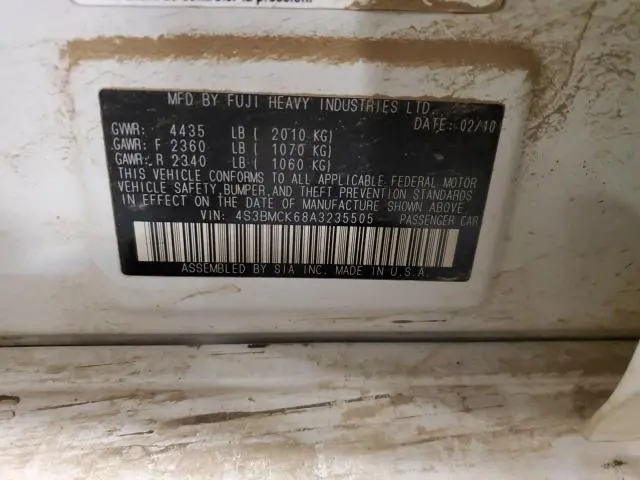 MFD BY FUJI HEAVY INDUSTRIES LTD.
DATE: 02/10
GVWR: 4435 LB ( 2010 KG)
GAWR: F 2360 LB ( 1070 KG)
GAWR: R 2340 LB ( 1060 KG)
THIS VEHICLE CONFORMS TO ALL APPLICABLE FEDERAL MOTOR
VEHICLE SAFETY, BUMPER, AND THEFT PREVENTION STANDARDS
IN EFFECT ON THE DATE OF MANUFACTURE SHOWN ABOVE.
VIN: 4S3BMCK68A3235505 PASSENGER CAR
ASSEMBLED BY SIA INC. MADE IN U.S.A.